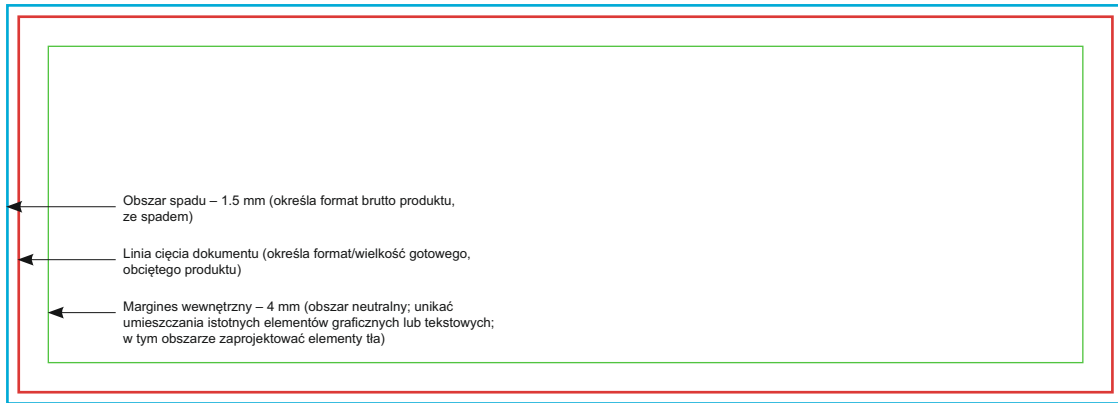 Obszar spadu – 1.5 mm (określa format brutto produktu,
ze spadem)
Linia cięcia dokumentu (określa format/wielkość gotowego,
obciętego produktu)
Margines wewnętrzny – 4 mm (obszar neutralny; unikać
umieszczania istotnych elementów graficznych lub tekstowych;
w tym obszarze zaprojektować elementy tła)